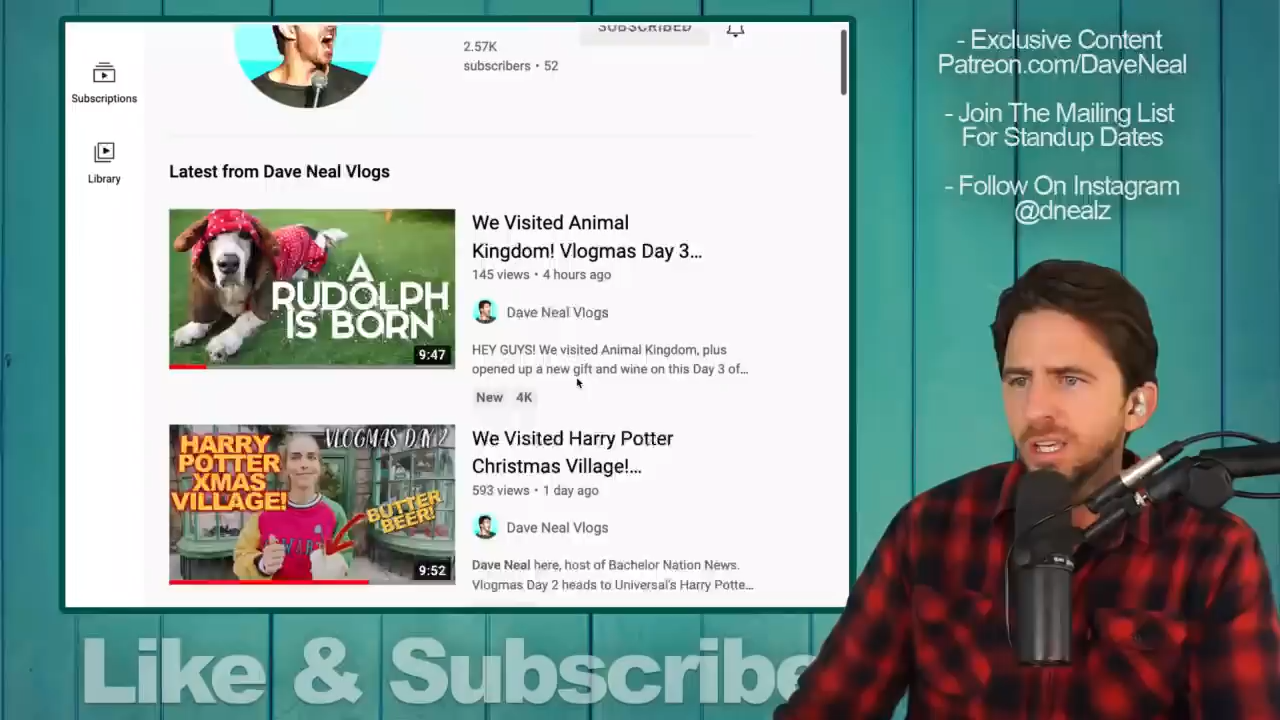 SUBSCRIBED
2.57K
subscribers • 52
Subscriptions
Library
Latest from Dave Neal Vlogs
A
RUDOLPH
IS BORN
9:47
We Visited Animal
Kingdom! Vlogmas Day 3...
145 views • 4 hours ago
Dave Neal Vlogs
HEY GUYS! We visited Animal Kingdom, plus
opened up a new gift and wine on this Day 3 of...
New 4K
HARRY
POTTER
XMAS
VILLAGE!
VLOGMAS DAY 2
BUTTER
BEER!
9:52
We Visited Harry Potter
Christmas Village!...
593 views • 1 day ago
Dave Neal Vlogs
Dave Neal here, host of Bachelor Nation News.
Vlogmas Day 2 heads to Universal's Harry Potte...
- Exclusive Content
Patreon.com/DaveNeal
- Join The Mailing List
For Standup Dates
- Follow On Instagram
@dnealz
Like & Subscribe